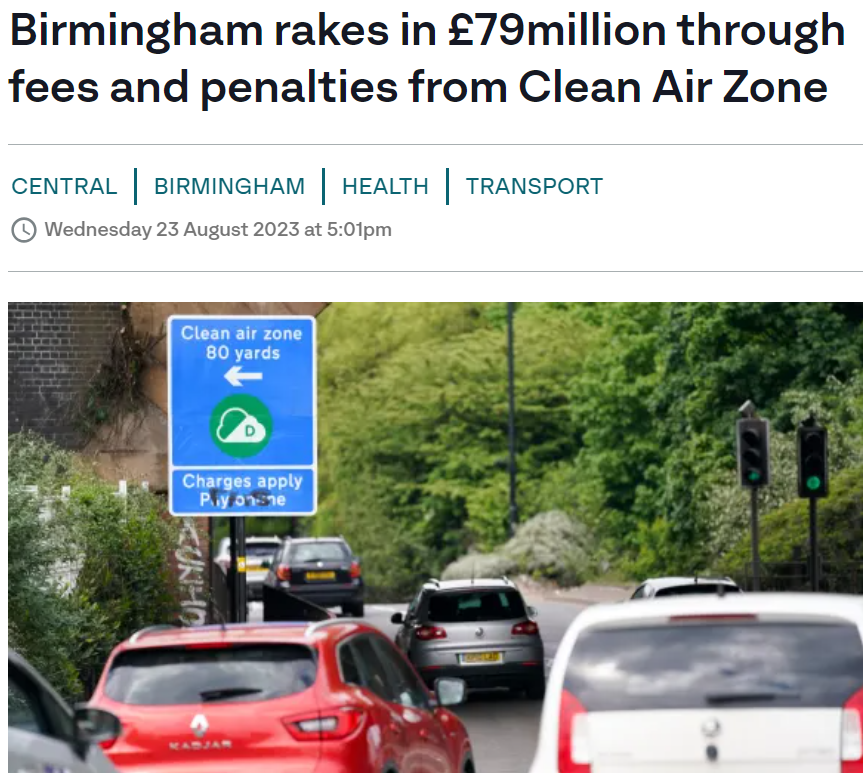 Birmingham rakes in £79million through
fees and penalties from Clean Air Zone
CENTRAL | BIRMINGHAM | HEALTH | TRANSPORT
Wednesday 23 August 2023 at 5:01pm
Clean air zone
80 yards
D
Charges apply
Pay online
KADJAR